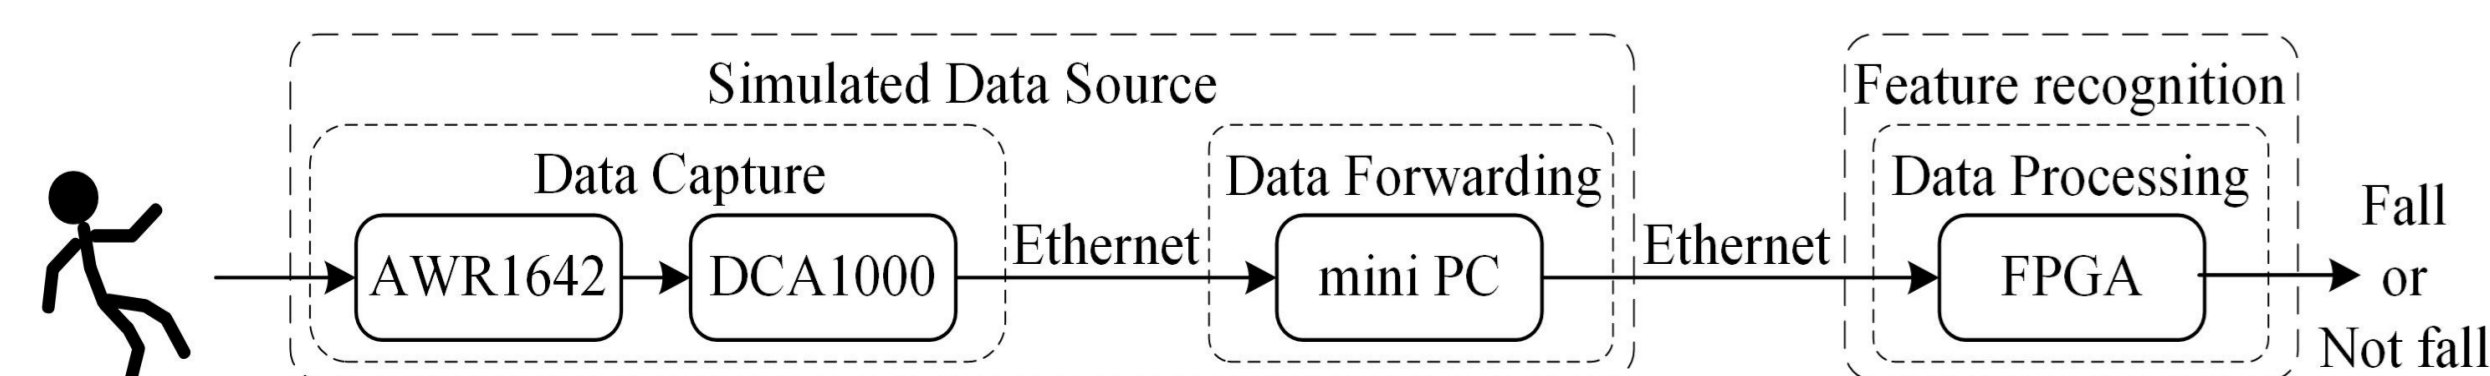 Simulated Data Source
Feature recognition
Data Capture
Data Forwarding
Data Processing
AWR1642
DCA1000
Ethernet
mini PC
Ethernet
FPGA
Fall
or
Not fall